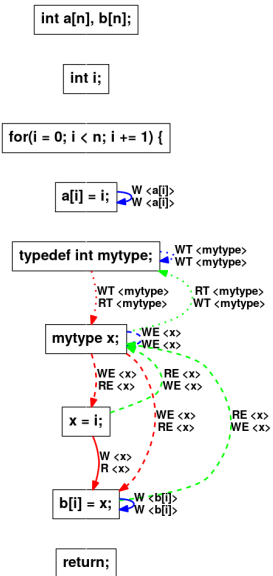 int a[n], b[n];
int i;
for(i = 0; i < n; i += 1) {
a[i] = i;
W <a[i]>
W <a[i]>
typedef int mytype;
WT <mytype>
WT <mytype>
WT <mytype>
RT <mytype>
RT <mytype>
WT <mytype>
mytype x;
WE <x>
WE <x>
WE <x>
RE <x>
RE <x>
WE <x>
x = i;
WE <x>
RE <x>
RE <x>
WE <x>
W <x>
R <x>
b[i] = x;
W <b[i]>
W <b[i]>
return;